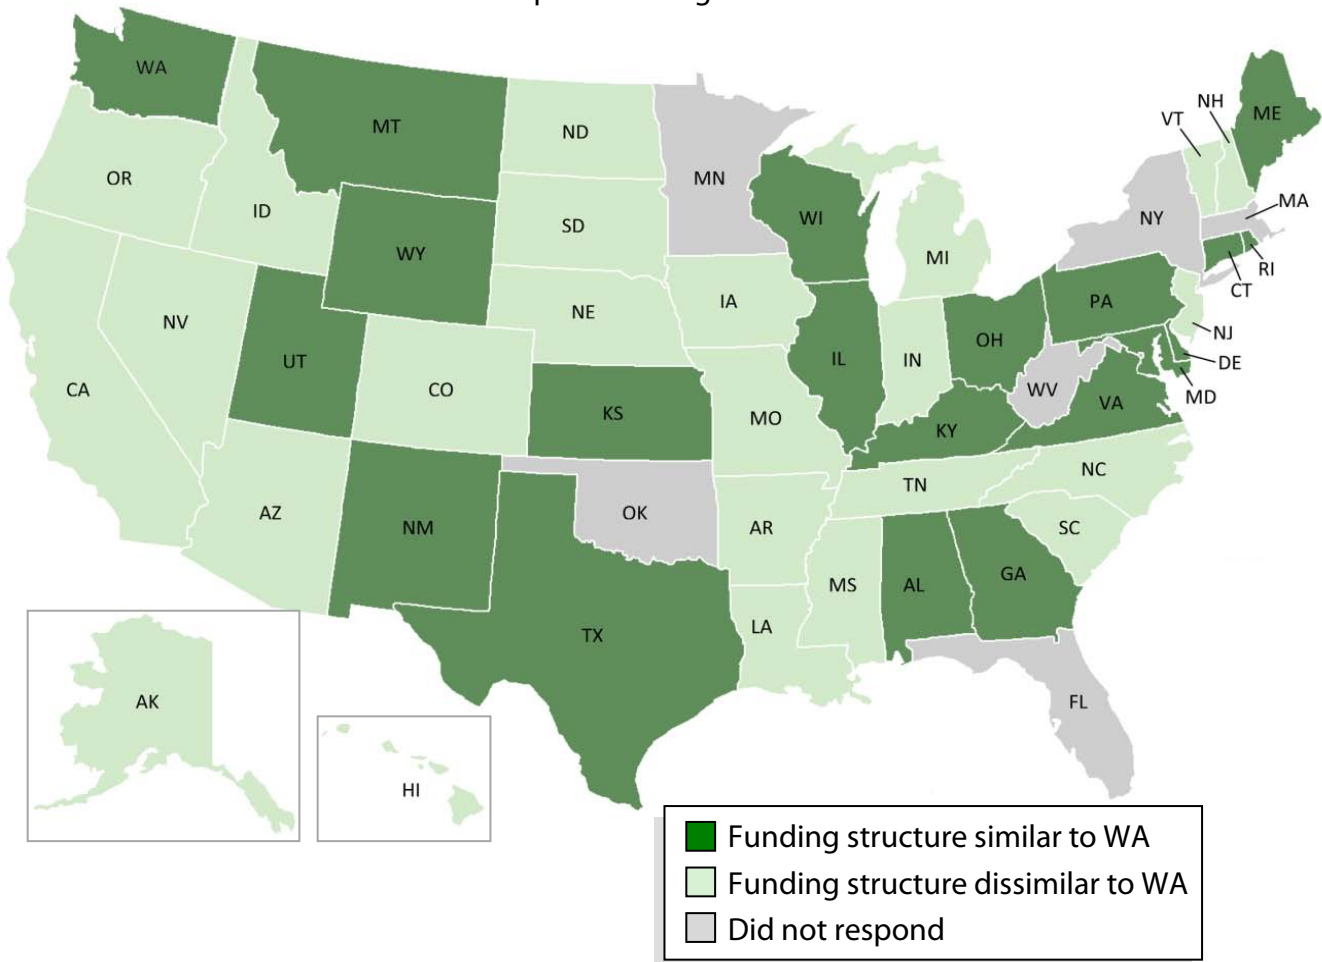 WA
MT
ND
MN
OR
ID
SD
WY
WI
MI
VT
NH
ME
NY
MA
RI
CT
NV
UT
CO
NE
IA
IL
IN
OH
PA
NJ
DE
MD
CA
KS
MO
KY
WV
VA
AZ
NM
OK
AR
TN
NC
SC
TX
LA
MS
AL
GA
FL
AK
HI
Funding structure similar to WA
Funding structure dissimilar to WA
Did not respond